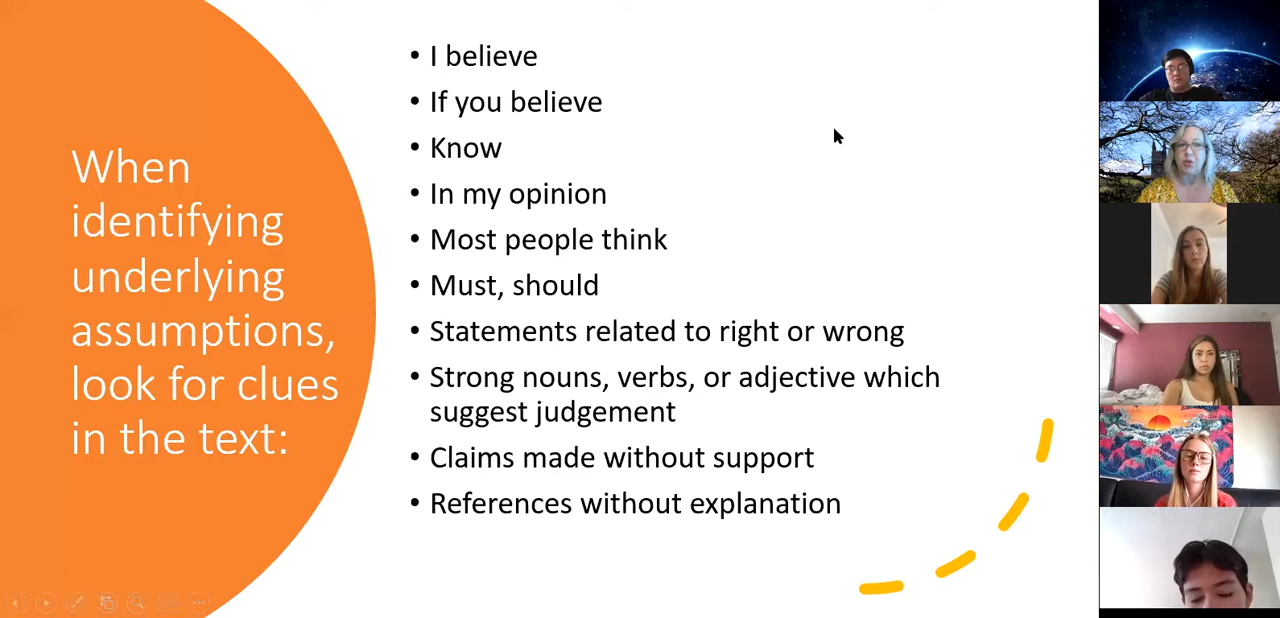 When
identifying
underlying
assumptions,
look for clues
in the text:
• I believe
• If you believe
• Know
• In my opinion
• Most people think
• Must, should
• Statements related to right or wrong
• Strong nouns, verbs, or adjective which
suggest judgement
• Claims made without support
• References without explanation